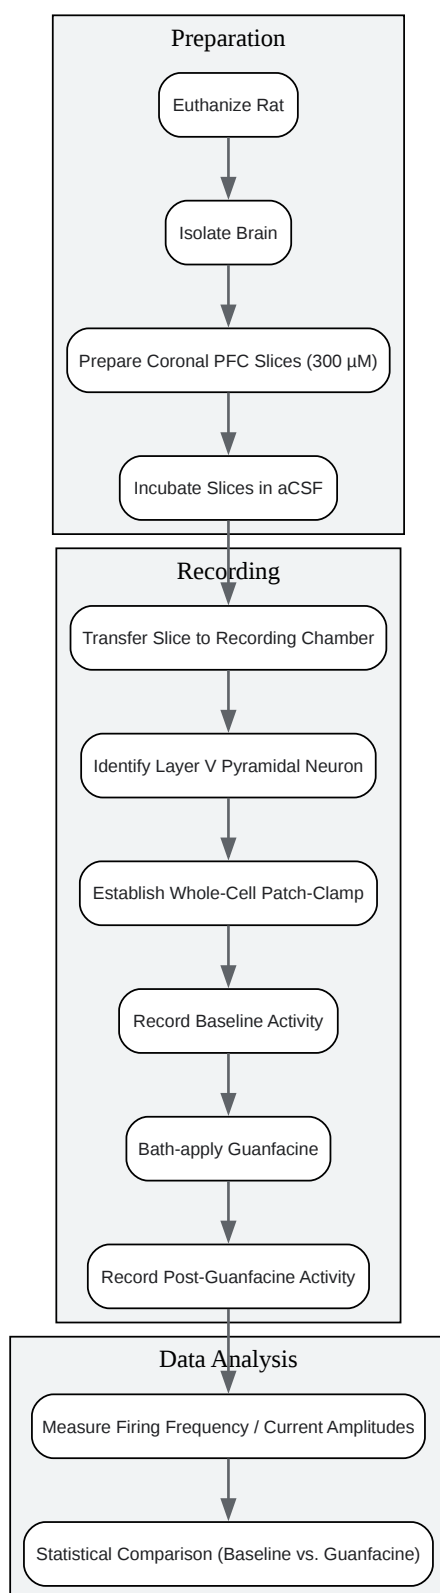 Preparation
Euthanize Rat
Isolate Brain
Prepare Coronal PFC Slices (300 µM)
Incubate Slices in aCSF
Recording
Transfer Slice to Recording Chamber
Identify Layer V Pyramidal Neuron
Establish Whole-Cell Patch-Clamp
Record Baseline Activity
Bath-apply Guanfacine
Record Post-Guanfacine Activity
Data Analysis
Measure Firing Frequency / Current Amplitudes
Statistical Comparison (Baseline vs. Guanfacine)